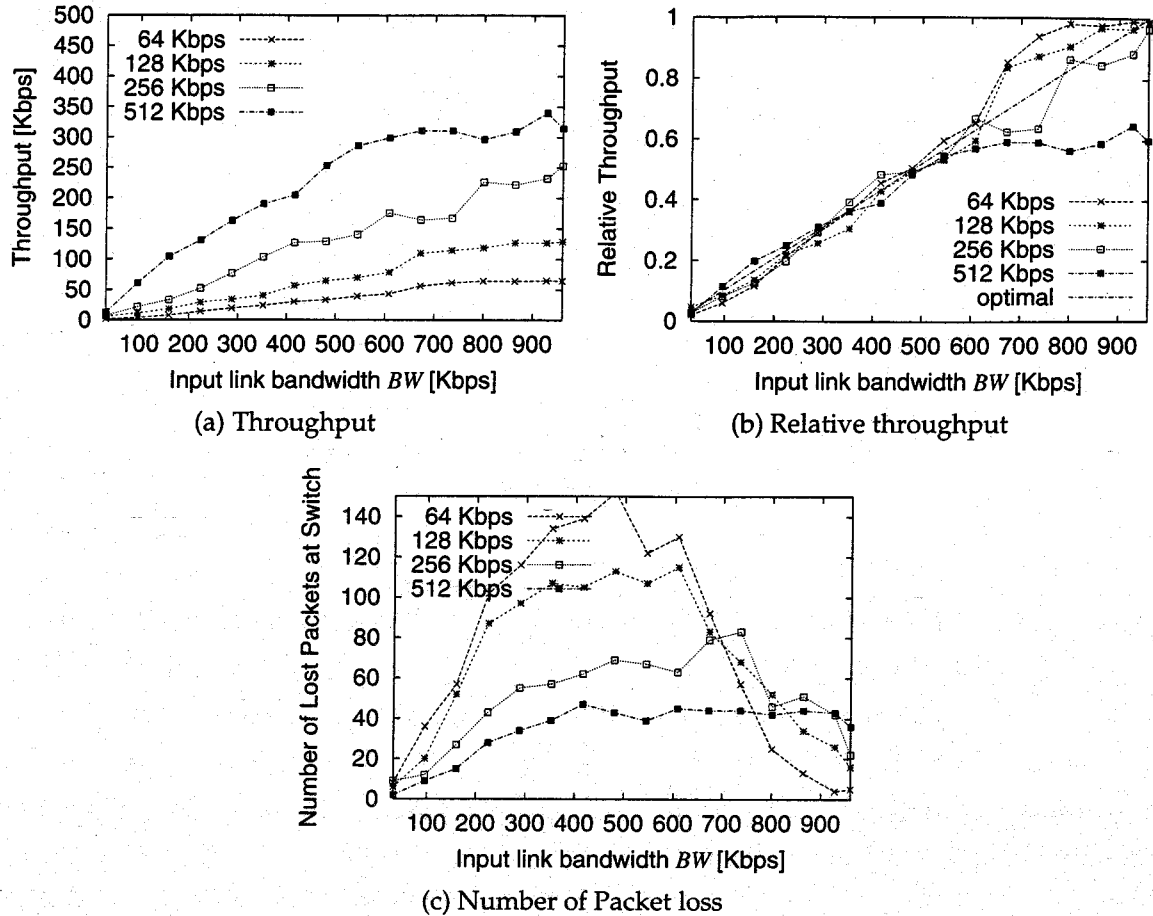 500
450
400
350
300
250
200
150
100
50
0
Throughput [Kbps]
64 Kbps
128 Kbps
256 Kbps
512 Kbps
100 200 300 400 500 600 700 800 900
Input link bandwidth BW [Kbps]
(a) Throughput
1
0.8
0.6
0.4
0.2
0
Relative Throughput
64 Kbps
128 Kbps
256 Kbps
512 Kbps
optimal
100 200 300 400 500 600 700 800 900
Input link bandwidth BW [Kbps]
(b) Relative throughput
140
120
100
80
60
40
20
0
Number of Lost Packets at Switch
64 Kbps
128 Kbps
256 Kbps
512 Kbps
100 200 300 400 500 600 700 800 900
Input link bandwidth BW [Kbps]
(c) Number of Packet loss